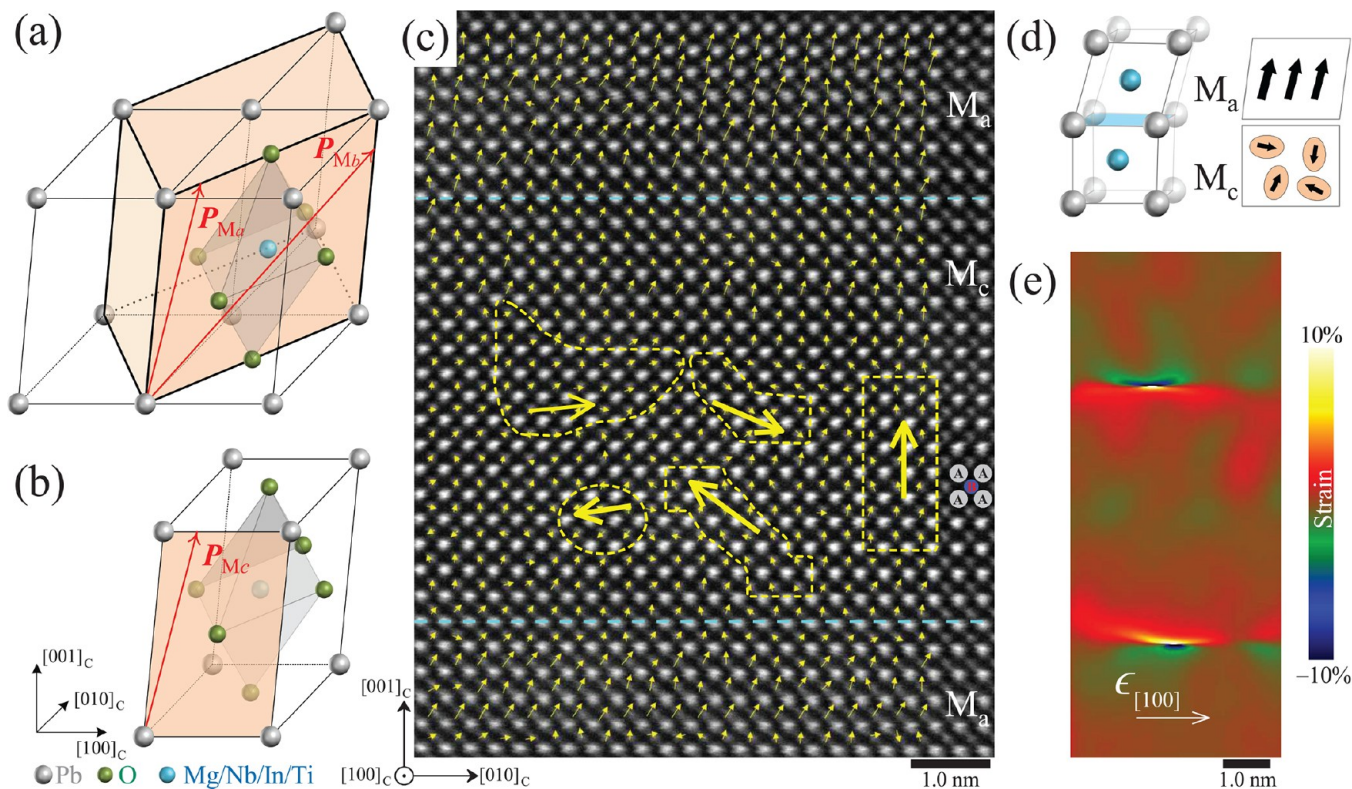 (a)
P Mb
P Ma
(b)
P Mc
[001]C
[010]C
[100]C
Pb O Mg/Nb/In/Ti
(c)
Ma
Mc
A A
B
A A
Ma
[001]C
[100]C
[010]C
1.0 nm
(d)
Ma
Mc
(e)
10%
Strain
−10%
ϵ[100]
1.0 nm